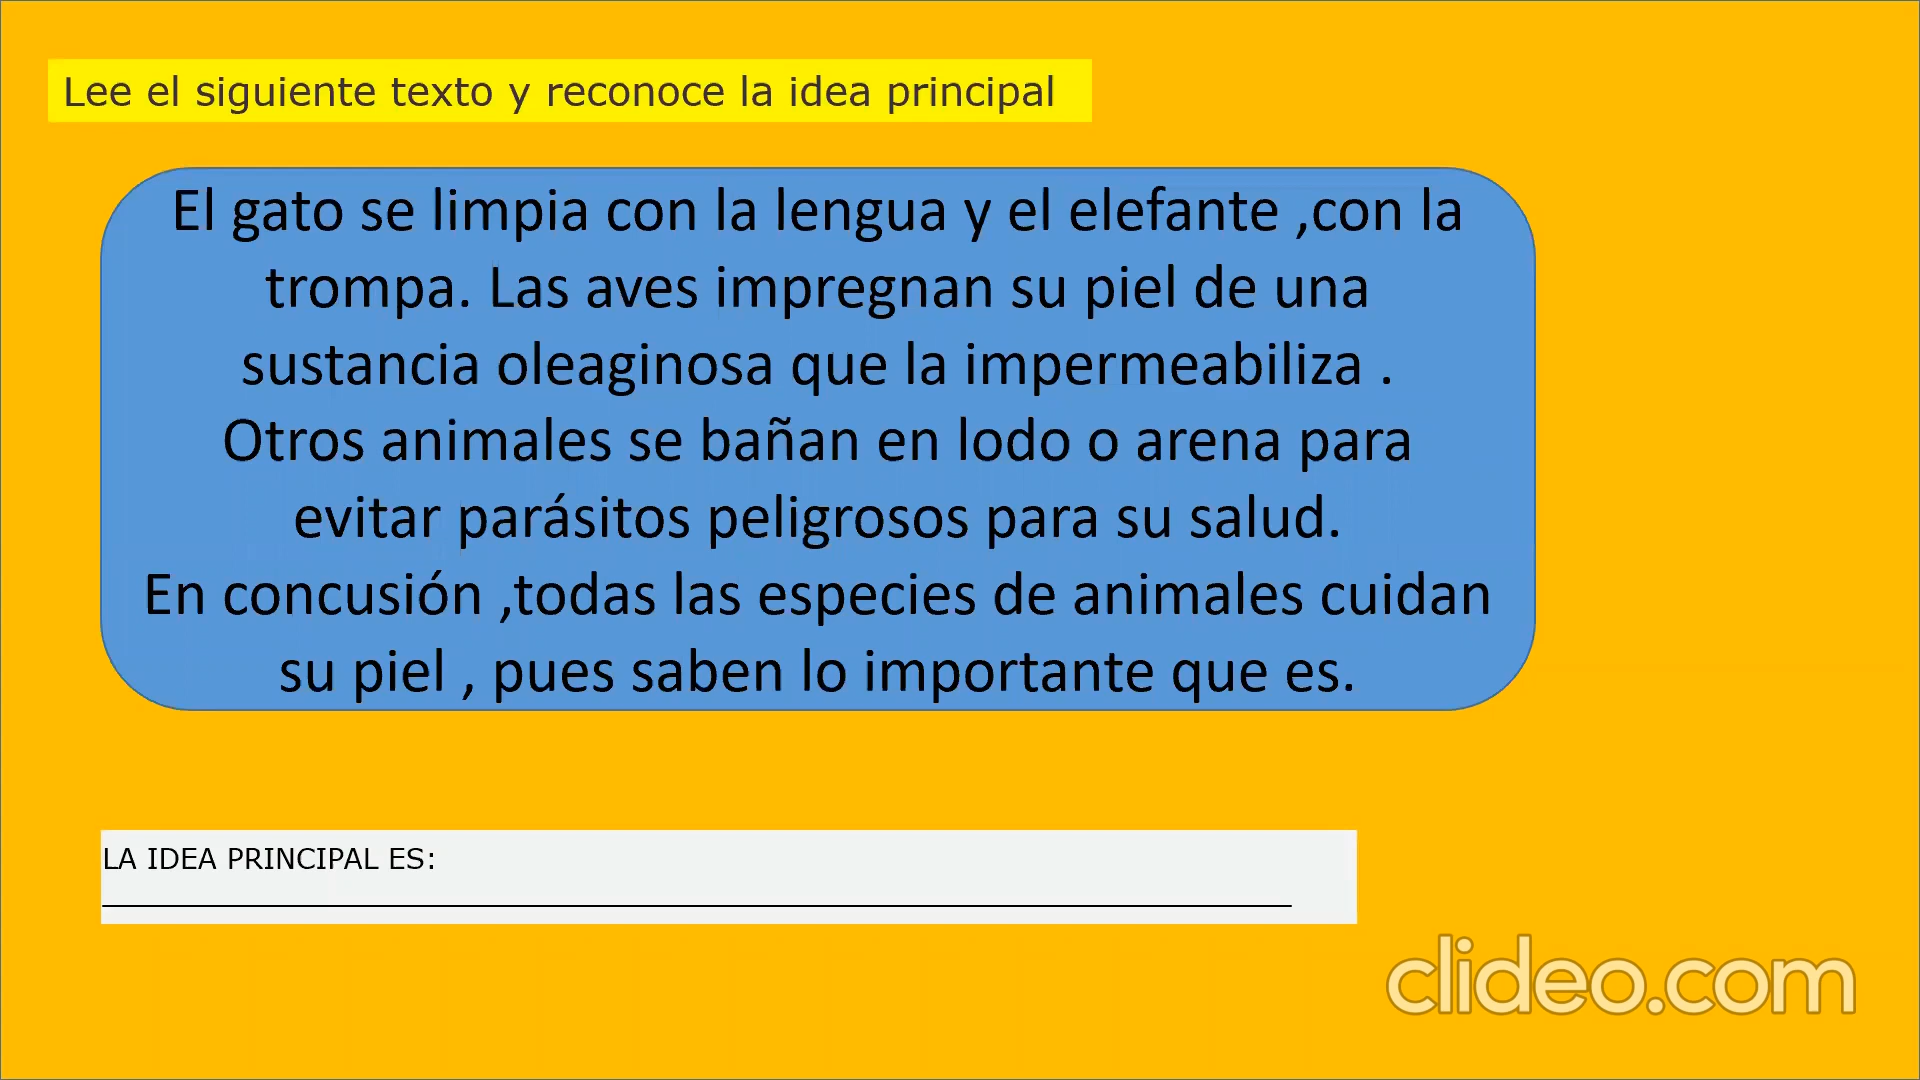 Lee el siguiente texto y reconoce la idea principal
El gato se limpia con la lengua y el elefante ,con la
trompa. Las aves impregnan su piel de una
sustancia oleaginosa que la impermeabiliza .
Otros animales se bañan en lodo o arena para
evitar parásitos peligrosos para su salud.
En concusión ,todas las especies de animales cuidan
su piel , pues saben lo importante que es.
LA IDEA PRINCIPAL ES:
clideo.com